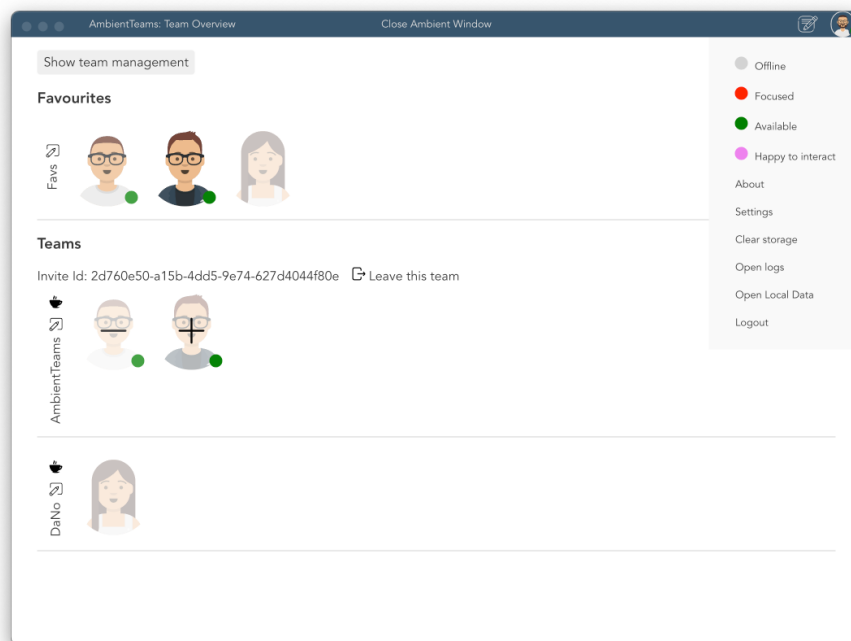 AmbientTeams: Team Overview
Close Ambient Window
Show team management
Favourites
Favs
Teams
Invite Id: 2d760e50-a15b-4dd5-9e74-627d4044f80e
Leave this team
AmbientTeams
DaNo
Offline
Focused
Available
Happy to interact
About
Settings
Clear storage
Open logs
Open Local Data
Logout